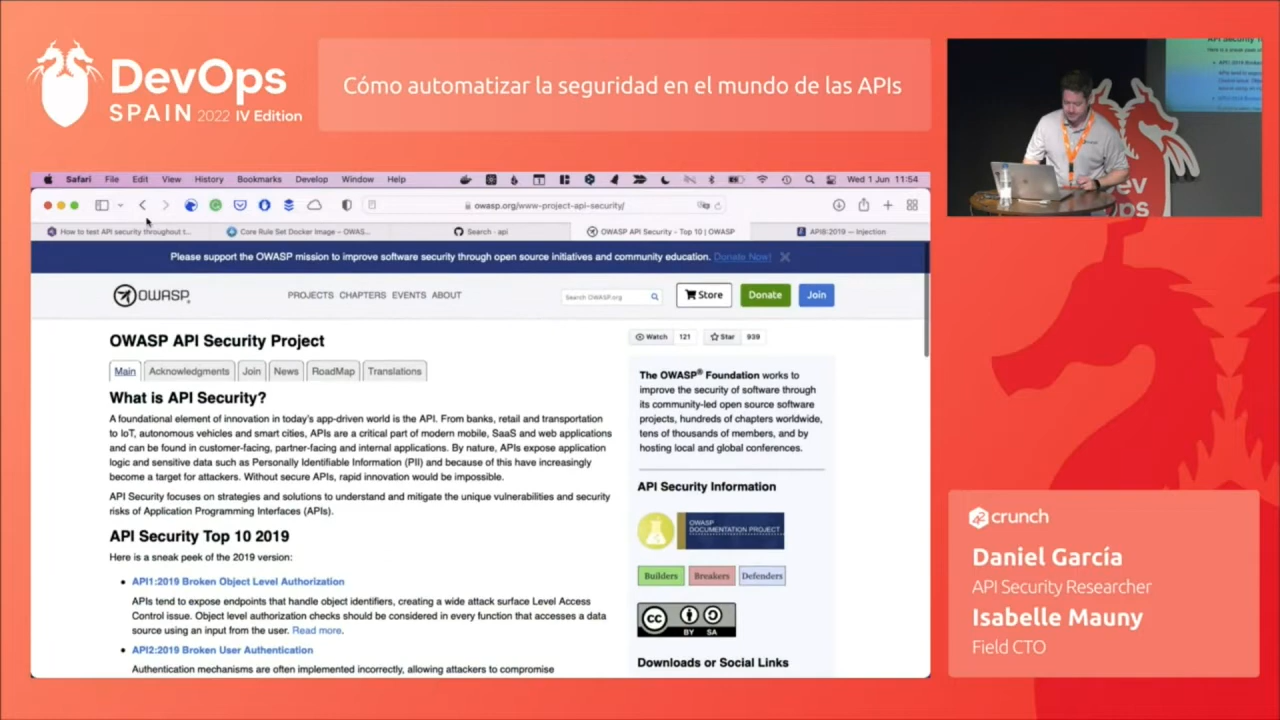 DevOps
SPAIN 2022 IV Edition
Cómo automatizar la seguridad en el mundo de las APIs
Safari File Edit View History Bookmarks Develop Window Help
Wed 1 Jun 11:54
owasp.org/www-project-api-security/
How to test API security throughout t...
Core Rule Set Docker Image – OWAS...
Search · api
OWASP API Security - Top 10 | OWASP
API8:2019 — Injection
Please support the OWASP mission to improve software security through open source initiatives and community education. Donate Now!
OWASP
PROJECTS CHAPTERS EVENTS ABOUT
Search OWASP.org
Store
Donate
Join
OWASP API Security Project
Watch 121
Star 939
Main Acknowledgments Join News RoadMap Translations
What is API Security?
A foundational element of innovation in today's app-driven world is the API. From banks, retail and transportation
to IoT, autonomous vehicles and smart cities, APIs are a critical part of modern mobile, SaaS and web applications
and can be found in customer-facing, partner-facing and internal applications. By nature, APIs expose application
logic and sensitive data such as Personally Identifiable Information (PII) and because of this have increasingly
become a target for attackers. Without secure APIs, rapid innovation would be impossible.
API Security focuses on strategies and solutions to understand and mitigate the unique vulnerabilities and security
risks of Application Programming Interfaces (APIs).
API Security Top 10 2019
Here is a sneak peek of the 2019 version:
• API1:2019 Broken Object Level Authorization
APIs tend to expose endpoints that handle object identifiers, creating a wide attack surface Level Access
Control issue. Object level authorization checks should be considered in every function that accesses a data
source using an input from the user. Read more.
• API2:2019 Broken User Authentication
Authentication mechanisms are often implemented incorrectly, allowing attackers to compromise
The OWASP® Foundation works to
improve the security of software through
its community-led open source software
projects, hundreds of chapters worldwide,
tens of thousands of members, and by
hosting local and global conferences.
API Security Information
OWASP
DOCUMENTATION PROJECT
Builders Breakers Defenders
CC BY SA
Downloads or Social Links
42 crunch
Daniel García
API Security Researcher
Isabelle Mauny
Field CTO